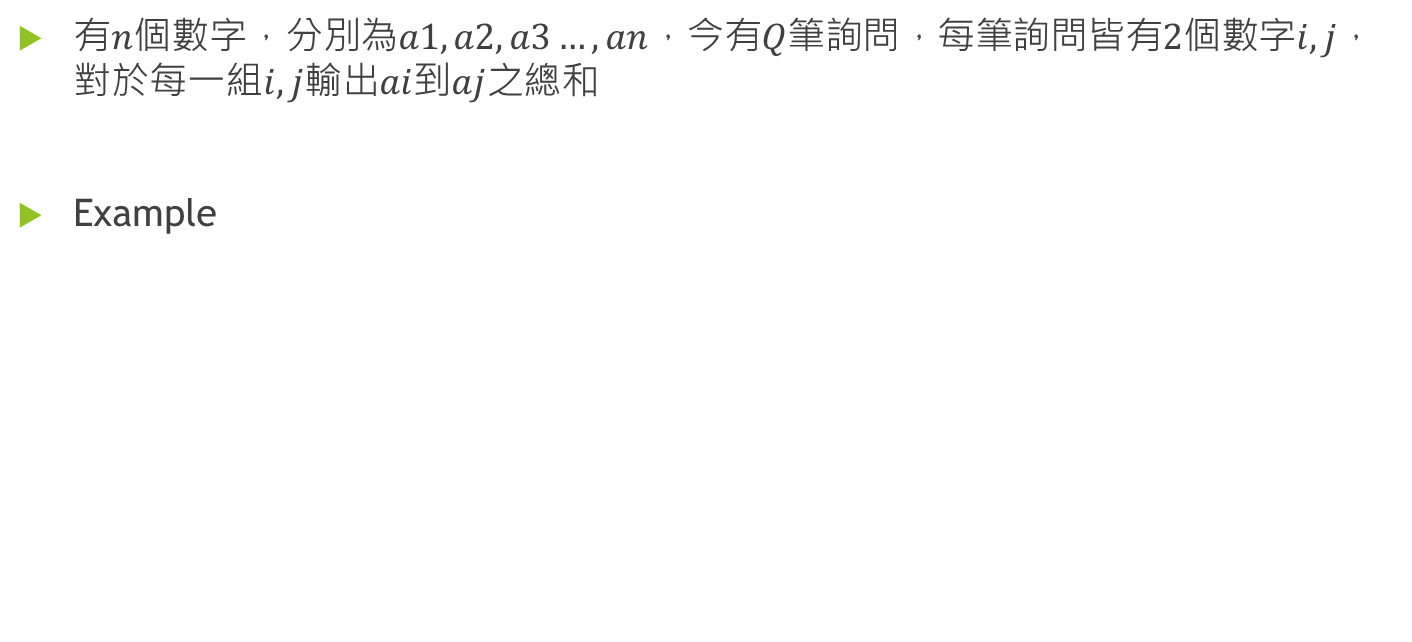 有n個數字，分別為a1, a2, a3 …, an，今有Q筆詢問，每筆詢問皆有2個數字i, j，
對於每一組i, j輸出ai到aj之總和
Example